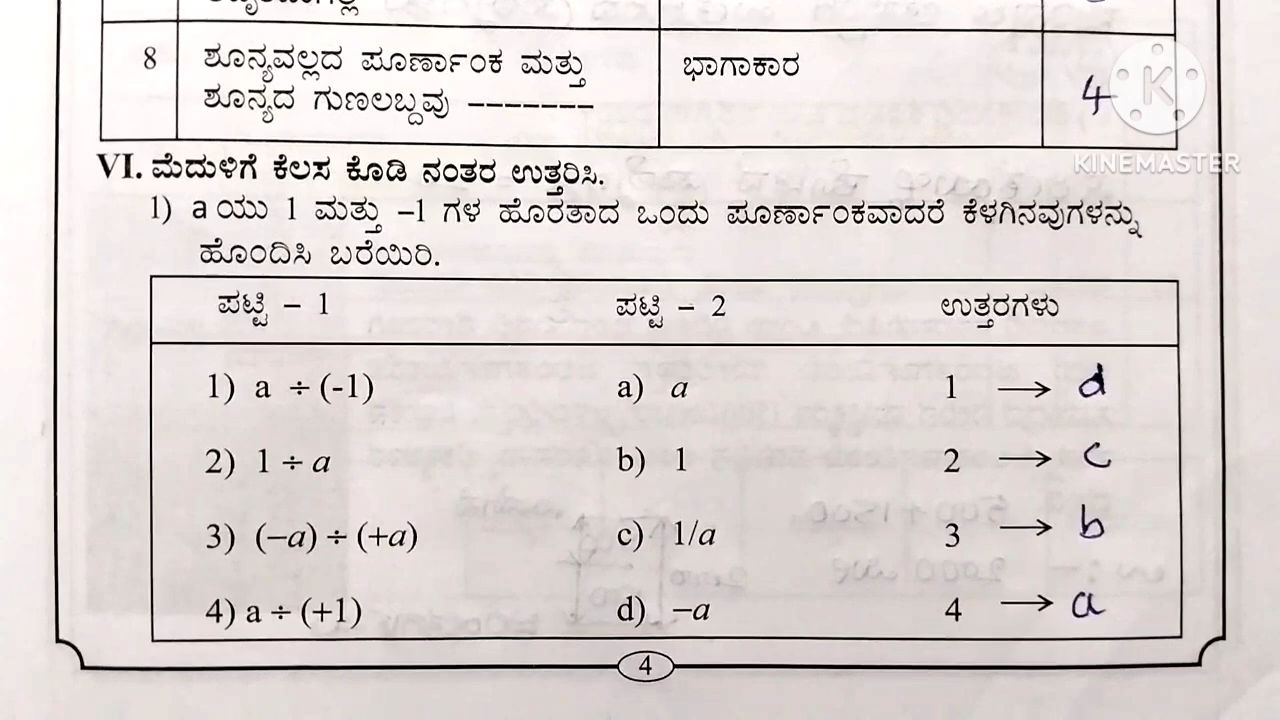 8 ಶೂನ್ಯವಲ್ಲದ ಪೂರ್ಣಾಂಕ ಮತ್ತು ಭಾಗಾಕಾರ 4
ಶೂನ್ಯದ ಗುಣಲಬ್ದವು -------
K
KINEMASTER
VI. ಮೆದುಳಿಗೆ ಕೆಲಸ ಕೊಡಿ ನಂತರ ಉತ್ತರಿಸಿ.
1) a ಯು 1 ಮತ್ತು –1 ಗಳ ಹೊರತಾದ ಒಂದು ಪೂರ್ಣಾಂಕವಾದರೆ ಕೆಳಗಿನವುಗಳನ್ನು
ಹೊಂದಿಸಿ ಬರೆಯಿರಿ.
ಪಟ್ಟಿ – 1 ಪಟ್ಟಿ – 2 ಉತ್ತರಗಳು
1) a ÷ (-1) a) a 1 → d
2) 1 ÷ a b) 1 2 → c
3) (–a) ÷ (+a) c) 1/a 3 → b
4) a ÷ (+1) d) –a 4 → a
4